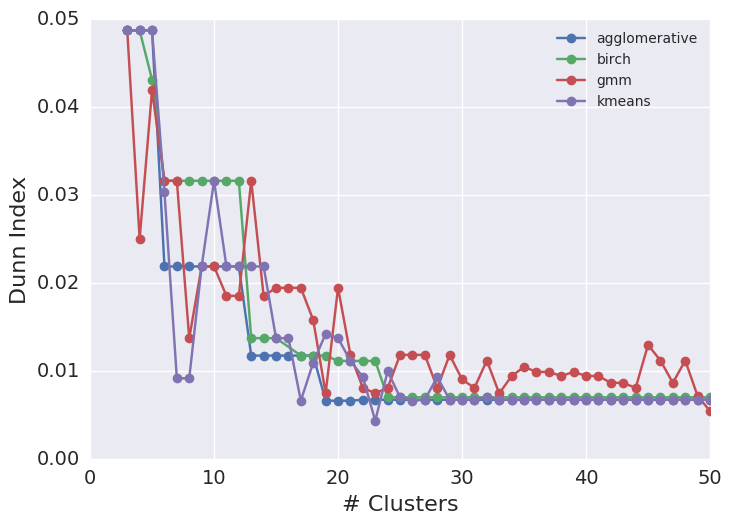 0.05
0.04
0.03
0.02
0.01
0.00
Dunn Index
agglomerative
birch
gmm
kmeans
0 10 20 30 40 50
# Clusters